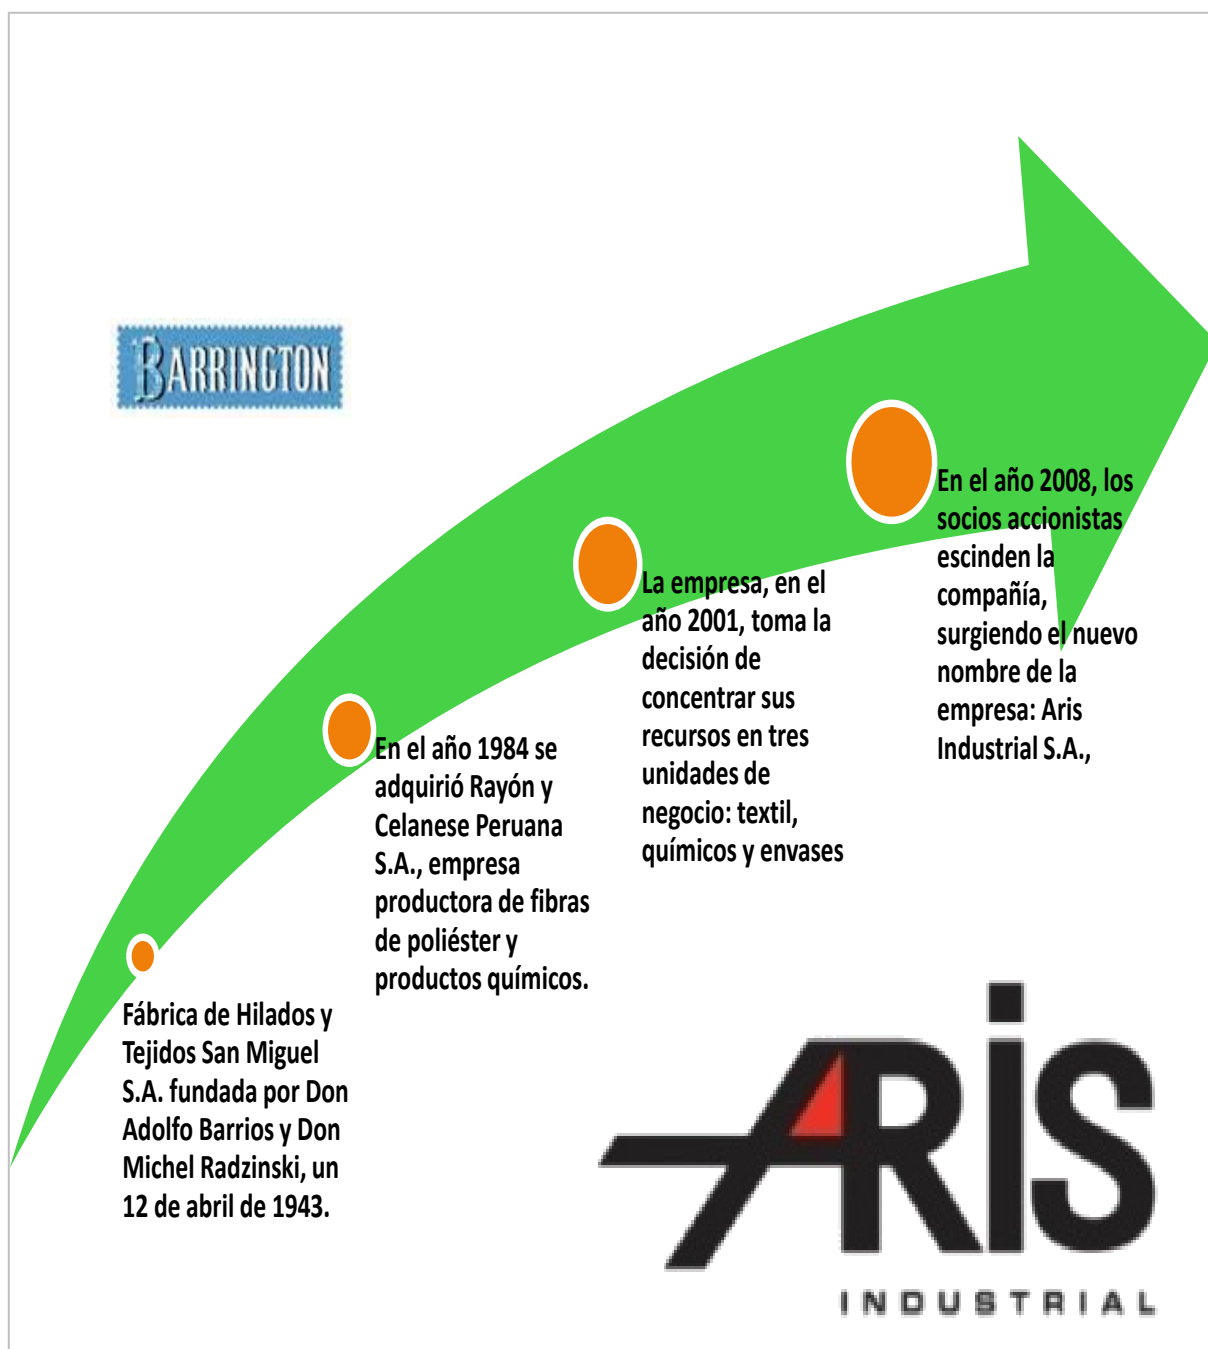 BARRINGTON
Fábrica de Hilados y
Tejidos San Miguel
S.A. fundada por Don
Adolfo Barrios y Don
Michel Radzinski, un
12 de abril de 1943.
En el año 1984 se
adquirió Rayón y
Celanese Peruana
S.A., empresa
productora de fibras
de poliéster y
productos químicos.
La empresa, en el
año 2001, toma la
decisión de
concentrar sus
recursos en tres
unidades de
negocio: textil,
químicos y envases
En el año 2008, los
socios accionistas
escinden la
compañía,
surgiendo el nuevo
nombre de la
empresa: Aris
Industrial S.A.,
ARiS
INDUSTRIAL